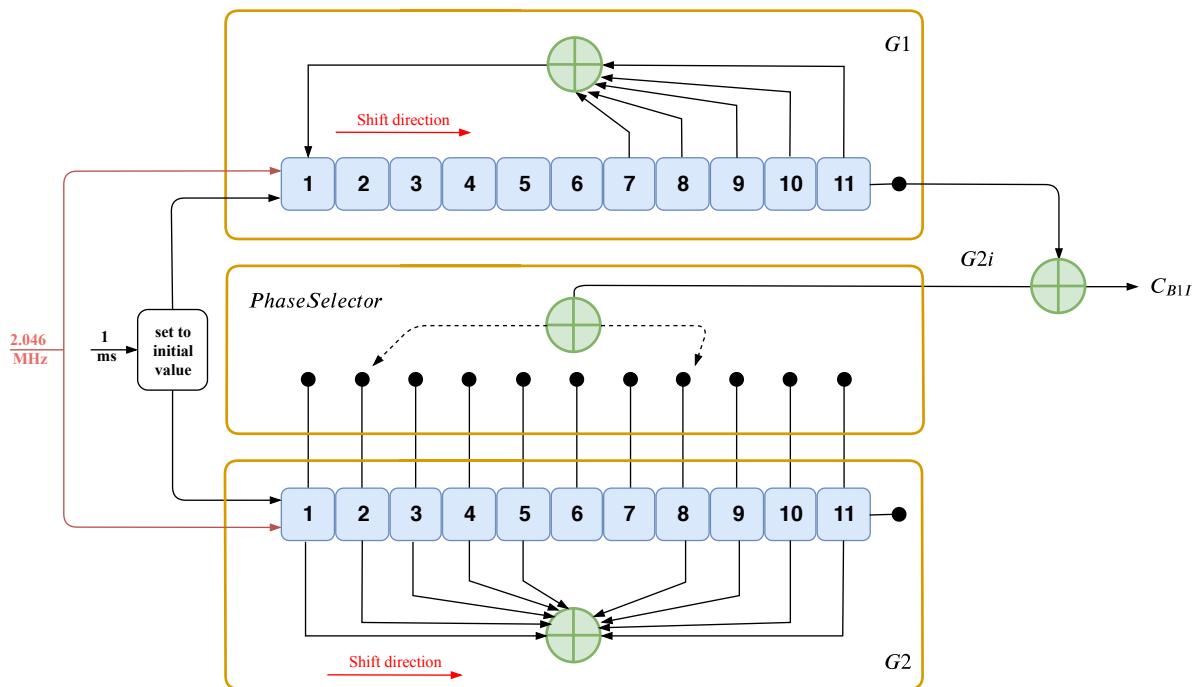 G1
Shift direction
1 2 3 4 5 6 7 8 9 10 11
G2i
PhaseSelector
C_{B1I}
2.046
MHz
1
ms
set to
initial
value
1 2 3 4 5 6 7 8 9 10 11
Shift direction
G2